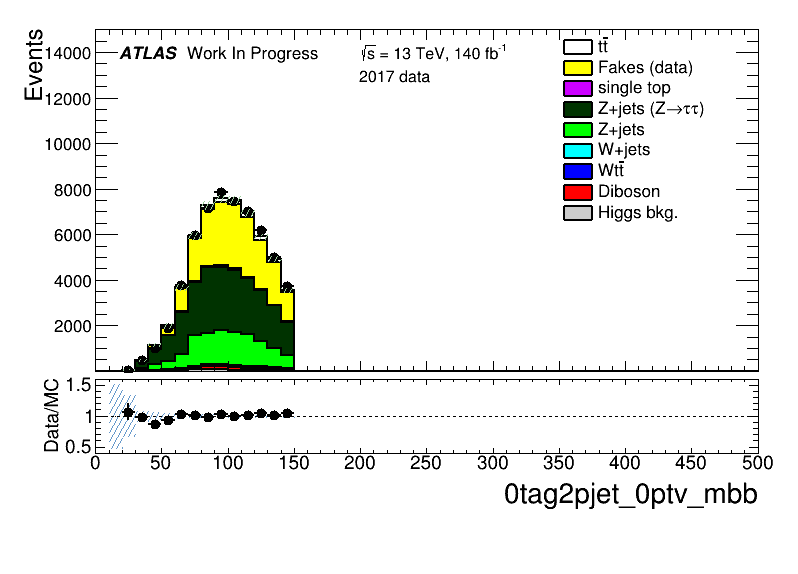 Events
14000
12000
10000
8000
6000
4000
2000
ATLAS Work In Progress
√s = 13 TeV, 140 fb⁻¹
2017 data
tt̄
Fakes (data)
single top
Z+jets (Z→ττ)
Z+jets
W+jets
Wtt̄
Diboson
Higgs bkg.
Data/MC
1.5
1
0.5
0 50 100 150 200 250 300 350 400 450 500
0tag2pjet_0ptv_mbb